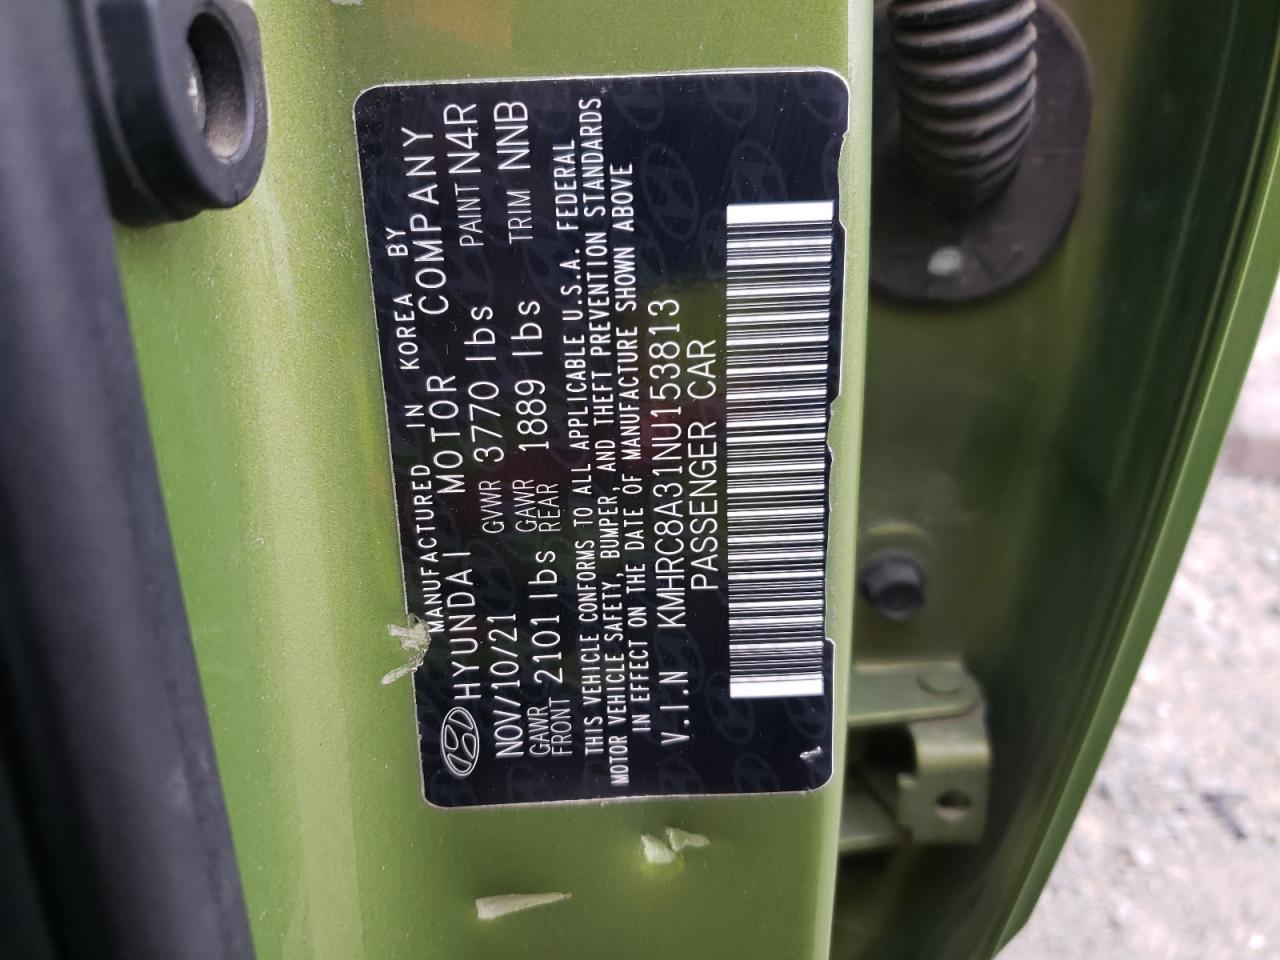 MANUFACTURED IN KOREA BY
HYUNDAI MOTOR COMPANY
NOV/10/21 GVWR 3770 lbs PAINT N4R
GAWR FRONT 2101 lbs GAWR REAR 1889 lbs TRIM NNB
THIS VEHICLE CONFORMS TO ALL APPLICABLE U.S.A. FEDERAL
MOTOR VEHICLE SAFETY, BUMPER, AND THEFT PREVENTION STANDARDS
IN EFFECT ON THE DATE OF MANUFACTURE SHOWN ABOVE
V.I.N KMHRC8A31NU153813
PASSENGER CAR